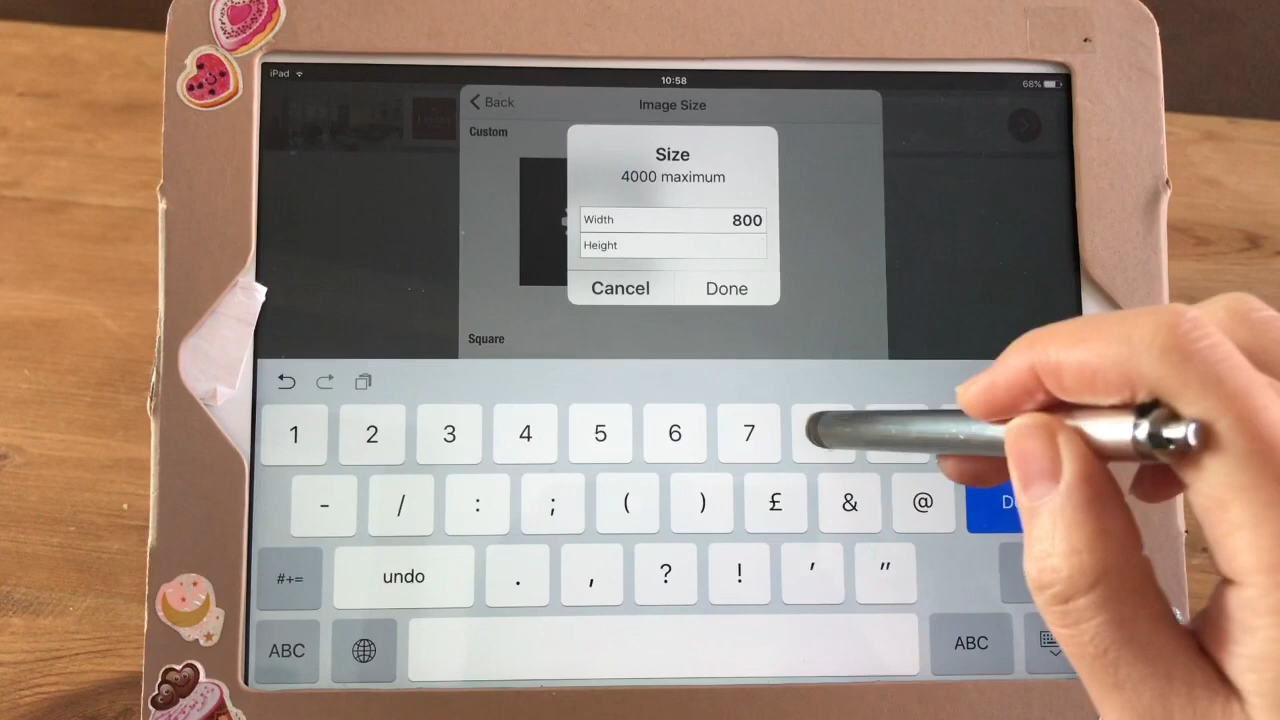 iPad
10:58
68%
Back
Image Size
Custom
Size
4000 maximum
Width 800
Height
Cancel Done
Square
1 2 3 4 5 6 7
- / : ; ( ) £ & @
#+= undo . , ? ! ' "
ABC ABC